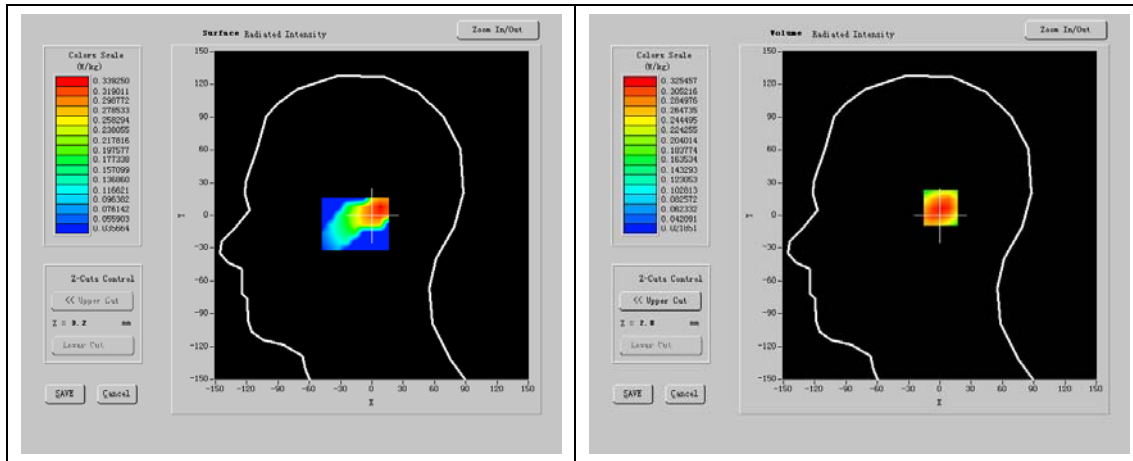 Surface Radiated Intensity
Zoom In/Out
Colors Scale
(W/kg)
0.339250
0.319011
0.298772
0.278533
0.258294
0.238055
0.217816
0.197577
0.177338
0.157099
0.136860
0.116621
0.096382
0.076142
0.055903
0.035664
150
120
90
60
30
0
-30
-60
-90
-120
-150
Y
-150 -120 -90 -60 -30 0 30 60 90 120 150
X
Z-Cuts Control
<< Upper Cut
Lower Cut
SAVE
Cancel
Volume Radiated Intensity
Zoom In/Out
Colors Scale
(W/kg)
0.325457
0.305216
0.284976
0.264735
0.244495
0.224255
0.204014
0.183774
0.163534
0.143293
0.123053
0.102813
0.082572
0.062332
0.042091
0.021851
150
120
90
60
30
0
-30
-60
-90
-120
-150
Y
-150 -120 -90 -60 -30 0 30 60 90 120 150
X
Z-Cuts Control
<< Upper Cut
Lower Cut
SAVE
Cancel